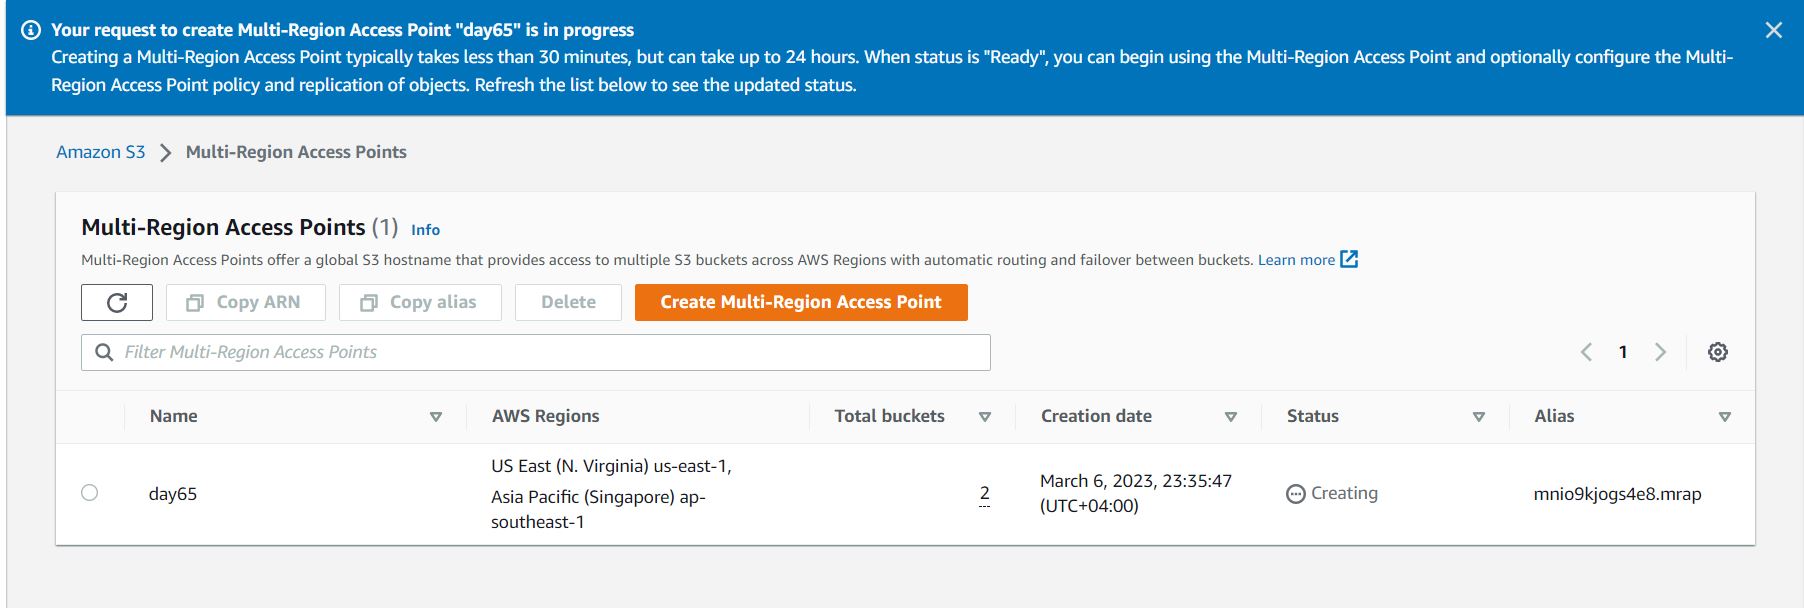 Your request to create Multi-Region Access Point "day65" is in progress
Creating a Multi-Region Access Point typically takes less than 30 minutes, but can take up to 24 hours. When status is "Ready", you can begin using the Multi-Region Access Point and optionally configure the Multi-
Region Access Point policy and replication of objects. Refresh the list below to see the updated status.
Amazon S3 Multi-Region Access Points
Multi-Region Access Points (1) Info
Multi-Region Access Points offer a global S3 hostname that provides access to multiple S3 buckets across AWS Regions with automatic routing and failover between buckets. Learn more
Copy ARN Copy alias Delete Create Multi-Region Access Point
Filter Multi-Region Access Points 1
Name AWS Regions Total buckets Creation date Status Alias
day65 US East (N. Virginia) us-east-1,
Asia Pacific (Singapore) ap-
southeast-1 2 March 6, 2023, 23:35:47
(UTC+04:00) Creating mnio9kjogs4e8.mrap